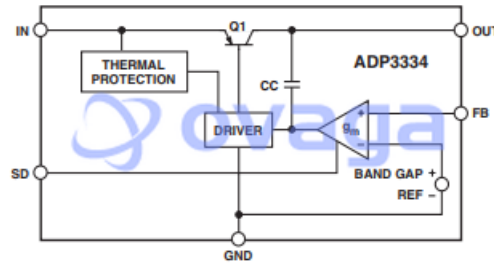 Q1
IN
OUT
THERMAL
PROTECTION
ADP3334
CC
ovaga
FB
DRIVER
gm
+
−
SD
BAND GAP +
REF −
GND